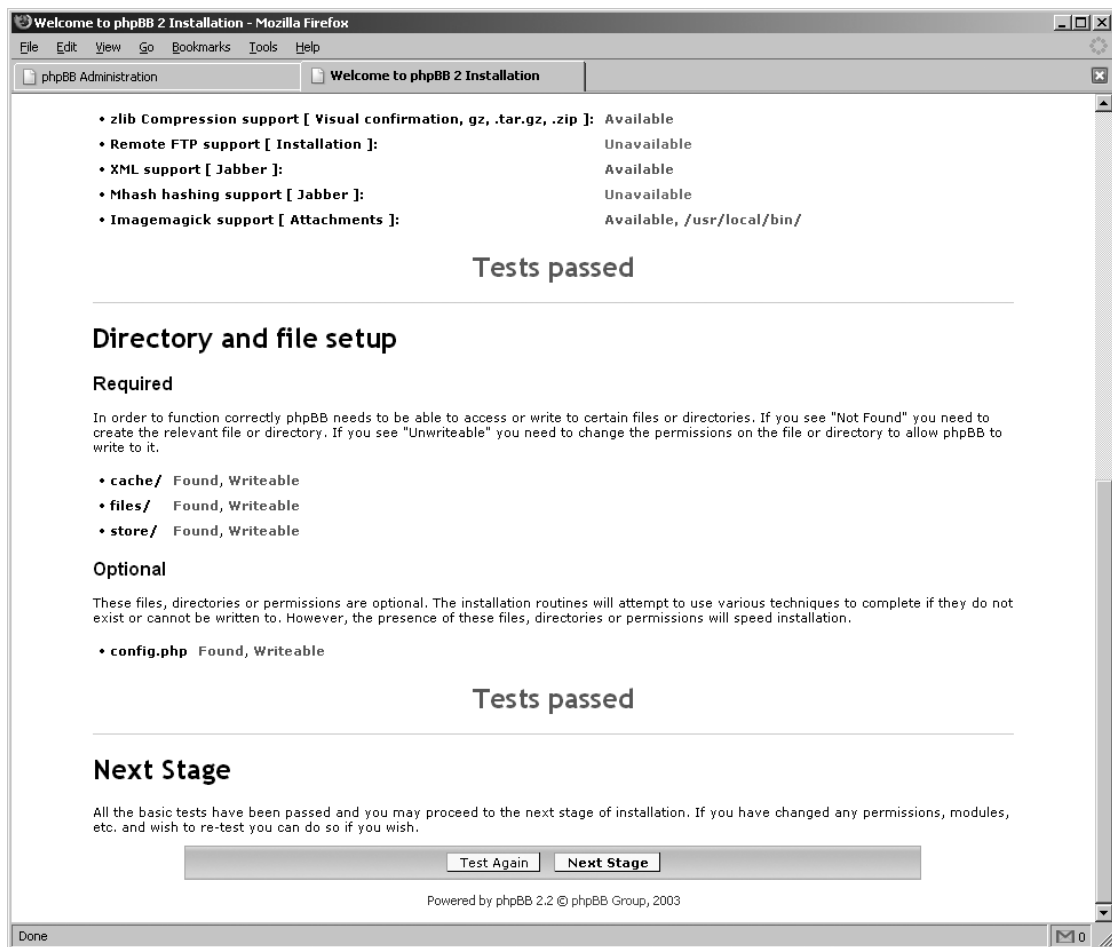 Welcome to phpBB 2 Installation - Mozilla Firefox
File Edit View Go Bookmarks Tools Help
phpBB Administration Welcome to phpBB 2 Installation
• zlib Compression support [ Visual confirmation, gz, .tar.gz, .zip ]: Available
• Remote FTP support [ Installation ]: Unavailable
• XML support [ Jabber ]: Available
• Mhash hashing support [ Jabber ]: Unavailable
• Imagemagick support [ Attachments ]: Available, /usr/local/bin/
Tests passed
Directory and file setup
Required
In order to function correctly phpBB needs to be able to access or write to certain files or directories. If you see "Not Found" you need to
create the relevant file or directory. If you see "Unwriteable" you need to change the permissions on the file or directory to allow phpBB to
write to it.
• cache/ Found, Writeable
• files/ Found, Writeable
• store/ Found, Writeable
Optional
These files, directories or permissions are optional. The installation routines will attempt to use various techniques to complete if they do not
exist or cannot be written to. However, the presence of these files, directories or permissions will speed installation.
• config.php Found, Writeable
Tests passed
Next Stage
All the basic tests have been passed and you may proceed to the next stage of installation. If you have changed any permissions, modules,
etc. and wish to re-test you can do so if you wish.
Test Again Next Stage
Powered by phpBB 2.2 © phpBB Group, 2003
Done 0